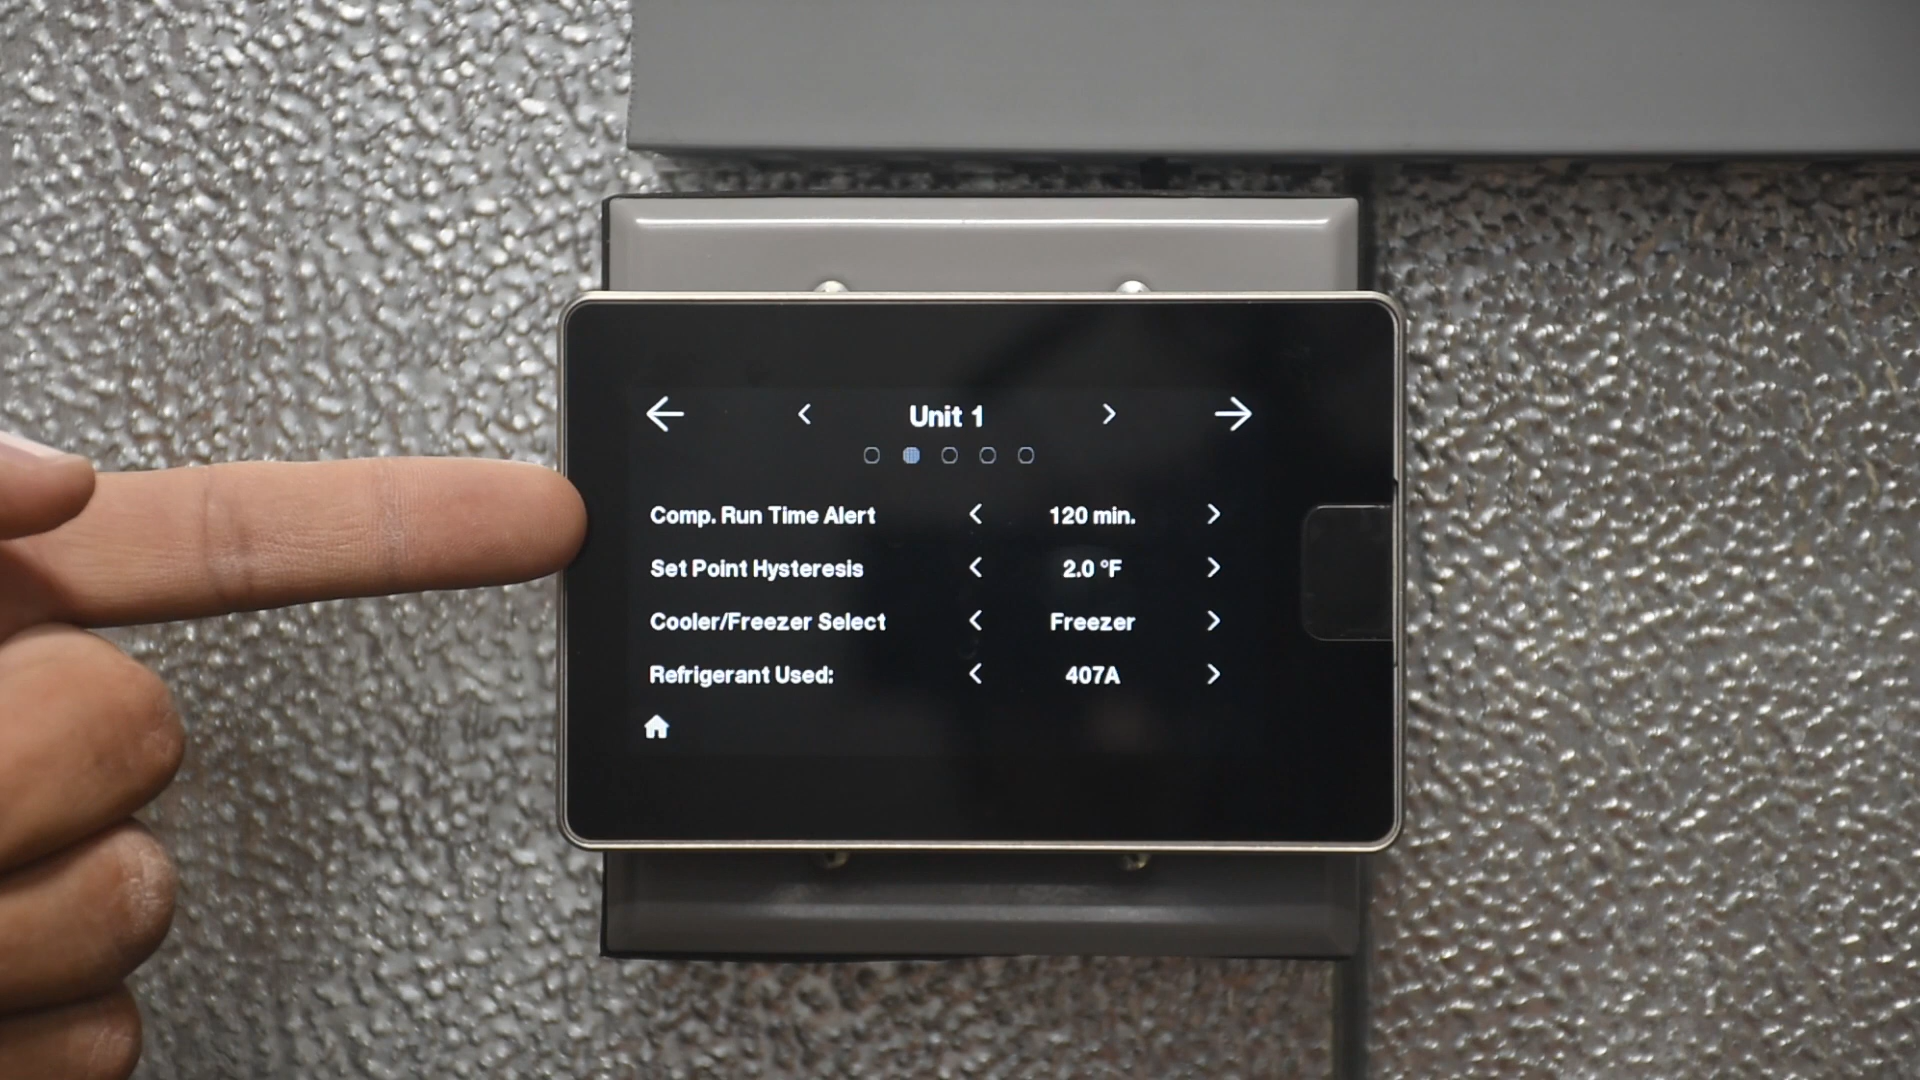 Unit 1
Comp. Run Time Alert 120 min.
Set Point Hysteresis 2.0 °F
Cooler/Freezer Select Freezer
Refrigerant Used: 407A